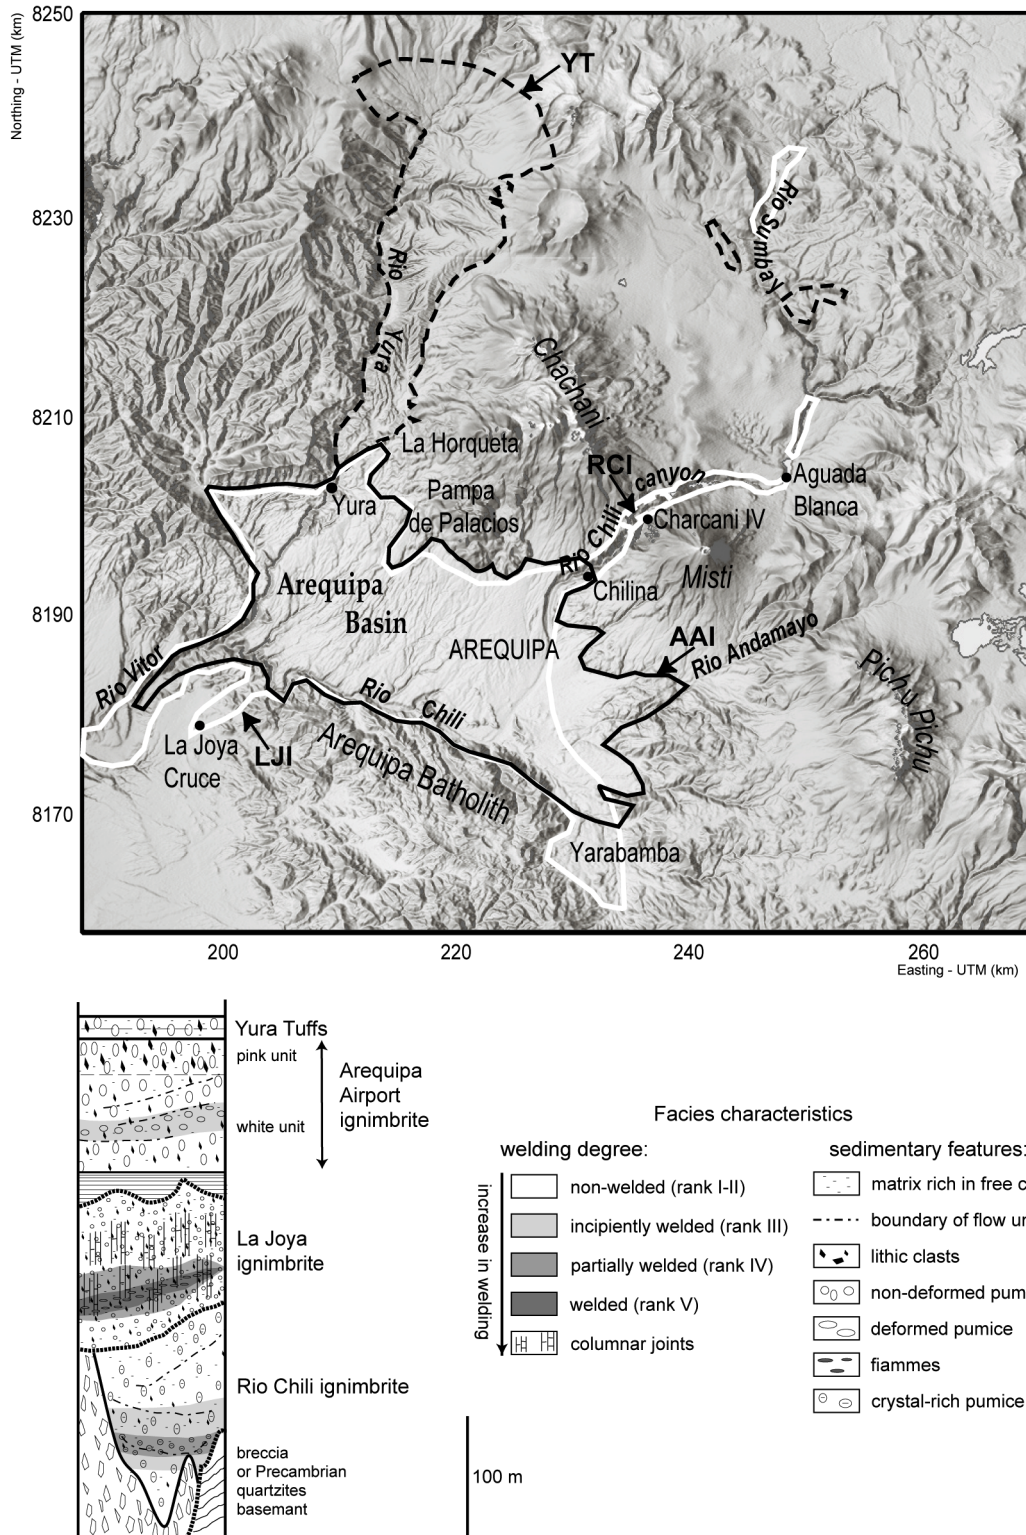 8250
Northing - UTM (km)
YT
8230
Rio Sumbay
Rio
Yura
Chachani
8210
La Horqueta
RCI
Rio Chili canyon
Aguada
Blanca
Yura
Pampa
de Palacios
Charcani IV
Misti
Chilina
Arequipa
Basin
8190
AREQUIPA
AAI
Rio Andamayo
Rio Vitor
Pichu Pichu
Rio Chili
La Joya
Cruce
LJI
Arequipa Batholith
8170
Yarabamba
200
220
240
260
Easting - UTM (km)
Yura Tuffs
pink unit
Arequipa
Airport
ignimbrite
white unit
La Joya
ignimbrite
Rio Chili ignimbrite
breccia
or Precambrian
quartzites
basemant
100 m
Facies characteristics
welding degree:
increase in welding
non-welded (rank I-II)
incipiently welded (rank III)
partially welded (rank IV)
welded (rank V)
columnar joints
sedimentary features:
matrix rich in free c
boundary of flow un
lithic clasts
non-deformed pum
deformed pumice
fiammes
crystal-rich pumice